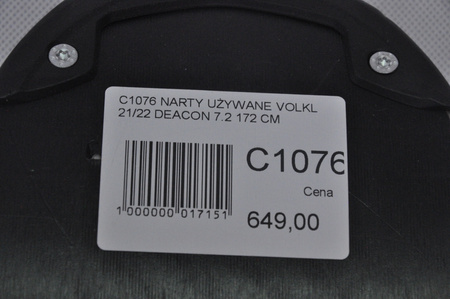 C1076 NARTY UŻYWANE VOLKL
21/22 DEACON 7.2 172 CM
C1076
Cena
649,00
1 000000 017151